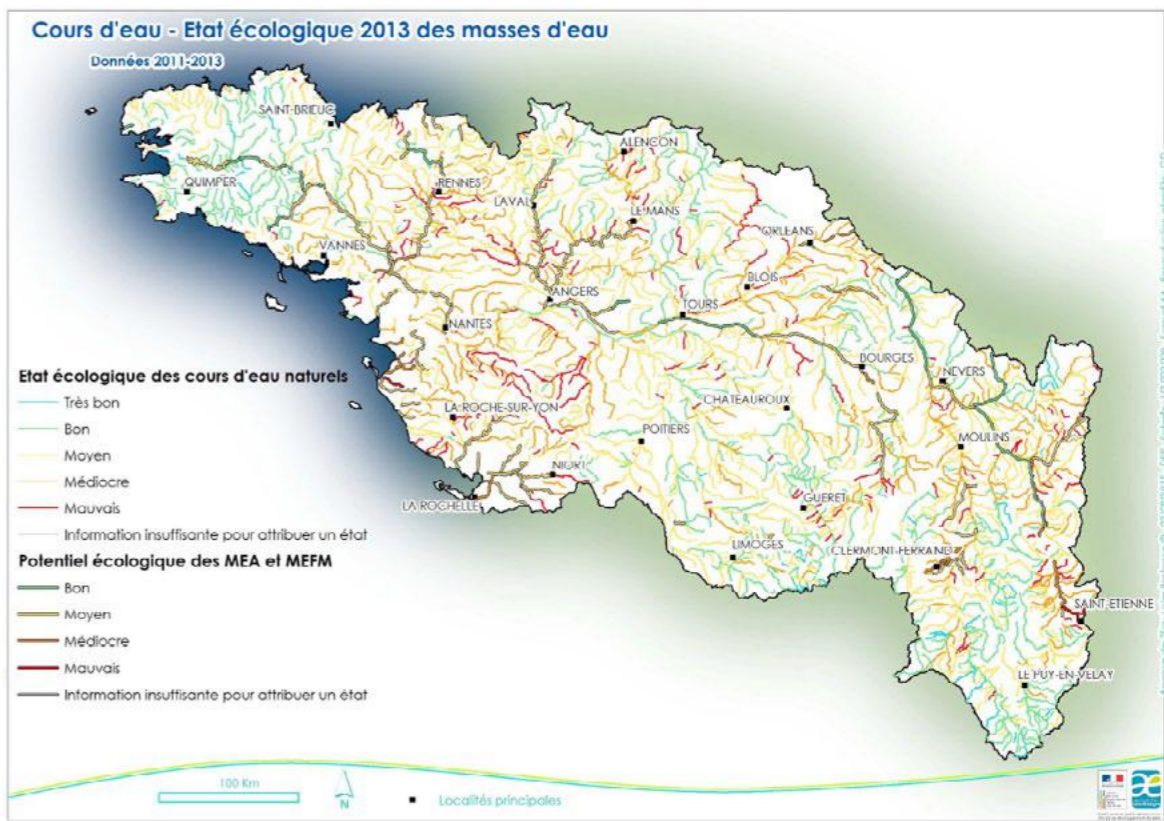 Cours d'eau - Etat écologique 2013 des masses d'eau
Données 2011-2013
SAINT-BRIEUC
ALENCON
QUIMPER
RENNES
LAVAL
LE MANS
ORLEANS
VANNES
BLOIS
ANGERS
TOURS
NANTES
BOURGES
NEVERS
Etat écologique des cours d'eau naturels
Très bon
CHATEAUROUX
Bon
LA ROCHE-SUR-YON
POITIERS
MOULINS
Moyen
NIORT
Médiocre
GUERET
Mauvais
LA ROCHELLE
Information insuffisante pour attribuer un état
LIMOGES
CLERMONT-FERRAND
Potentiel écologique des MEA et MEFM
Bon
SAINT-ETIENNE
Moyen
Médiocre
Mauvais
LE PUY-EN-VELAY
Information insuffisante pour attribuer un état
100 Km
N
Localités principales